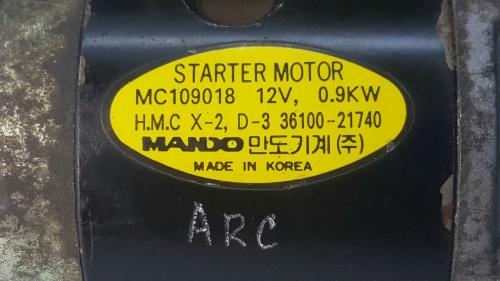 STARTER MOTOR
MC109018 12V, 0.9KW
H.M.C X-2, D-3 36100-21740
MANDO 만도기계(주)
MADE IN KOREA
ARC